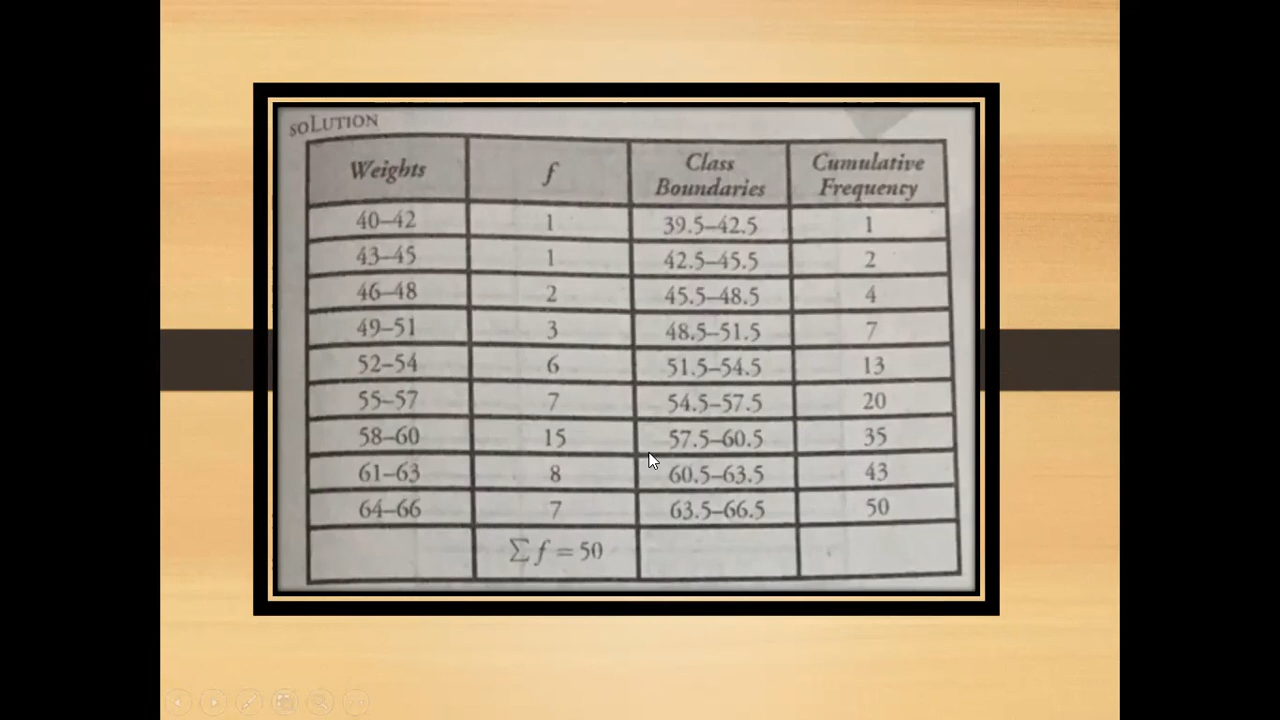 soLUTION
Weights f Class Boundaries Cumulative Frequency
40–42 1 39.5–42.5 1
43–45 1 42.5–45.5 2
46–48 2 45.5–48.5 4
49–51 3 48.5–51.5 7
52–54 6 51.5–54.5 13
55–57 7 54.5–57.5 20
58–60 15 57.5–60.5 35
61–63 8 60.5–63.5 43
64–66 7 63.5–66.5 50
∑ f = 50